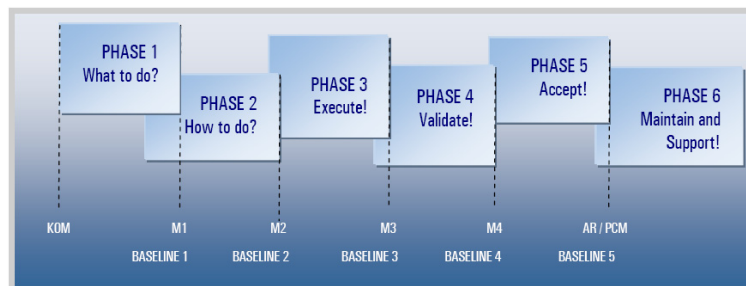 PHASE 1
What to do?
PHASE 2
How to do?
PHASE 3
Execute!
PHASE 4
Validate!
PHASE 5
Accept!
PHASE 6
Maintain and
Support!
KOM
M1
M2
M3
M4
AR / PCM
BASELINE 1
BASELINE 2
BASELINE 3
BASELINE 4
BASELINE 5